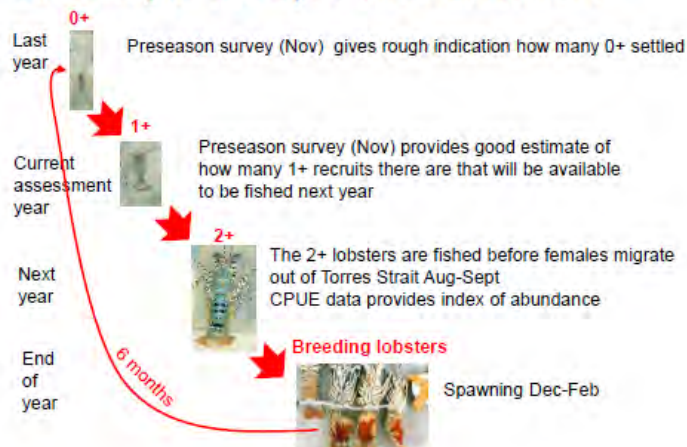 0+
Last
year
Preseason survey (Nov) gives rough indication how many 0+ settled
1+
Current
assessment
year
Preseason survey (Nov) provides good estimate of
how many 1+ recruits there are that will be available
to be fished next year
2+
Next
year
The 2+ lobsters are fished before females migrate
out of Torres Strait Aug-Sept
CPUE data provides index of abundance
Breeding lobsters
End
of
year
6 months
Spawning Dec-Feb